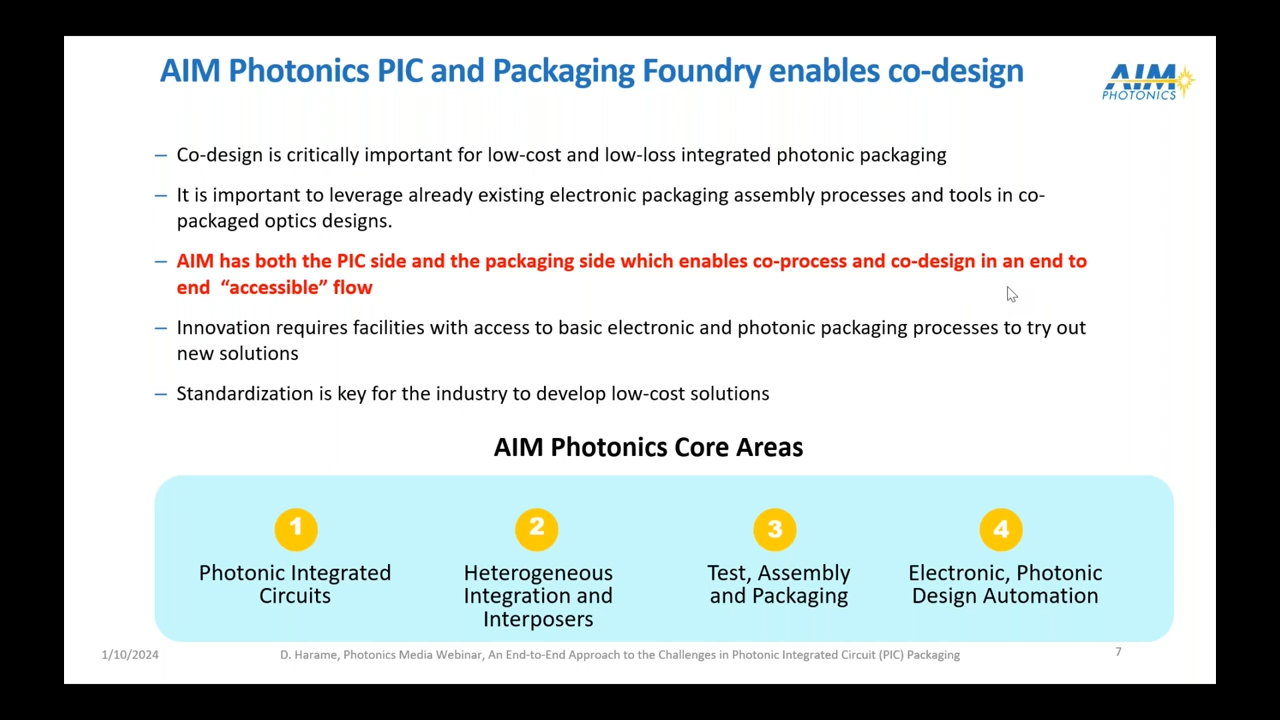 AIM Photonics PIC and Packaging Foundry enables co-design
AIM
PHOTONICS
– Co-design is critically important for low-cost and low-loss integrated photonic packaging
– It is important to leverage already existing electronic packaging assembly processes and tools in co-
packaged optics designs.
– AIM has both the PIC side and the packaging side which enables co-process and co-design in an end to
end “accessible” flow
– Innovation requires facilities with access to basic electronic and photonic packaging processes to try out
new solutions
– Standardization is key for the industry to develop low-cost solutions
AIM Photonics Core Areas
1
Photonic Integrated
Circuits
2
Heterogeneous
Integration and
Interposers
3
Test, Assembly
and Packaging
4
Electronic, Photonic
Design Automation
1/10/2024
D. Harame, Photonics Media Webinar, An End-to-End Approach to the Challenges in Photonic Integrated Circuit (PIC) Packaging
7